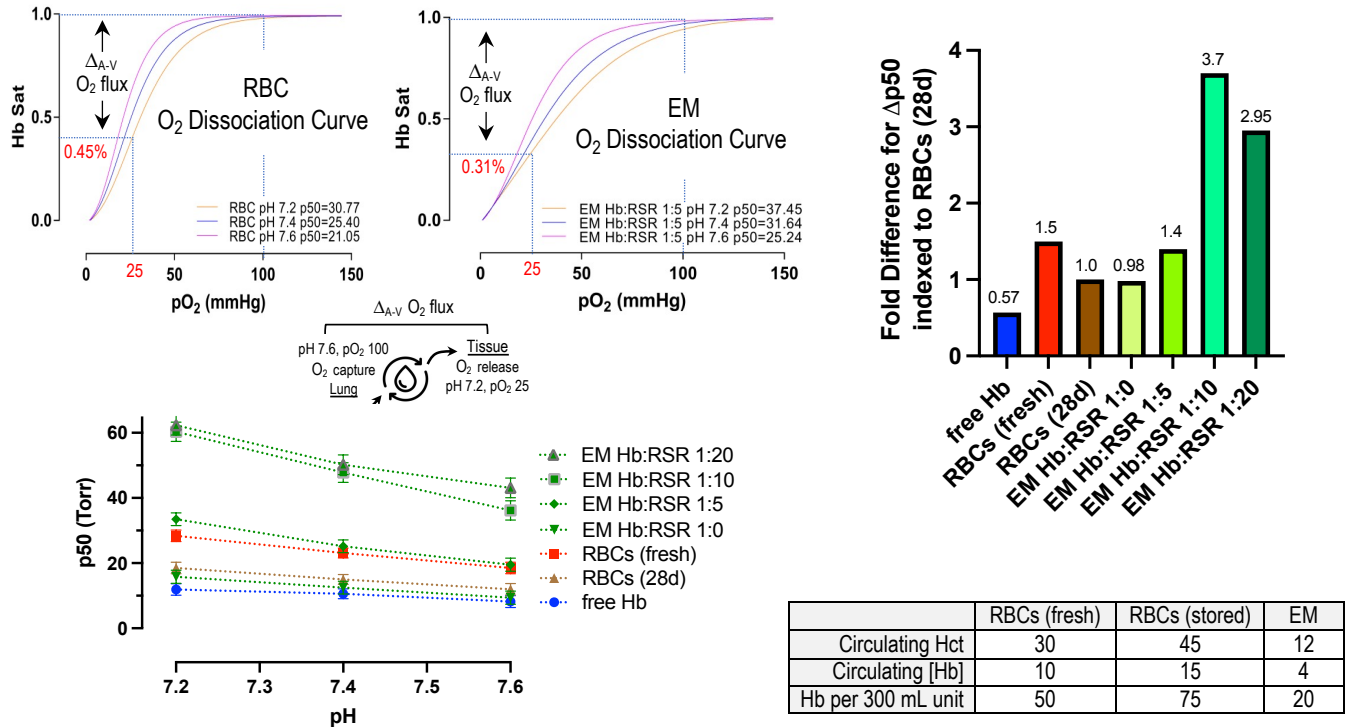 1.0
0.5
0.0
Hb Sat
Δ A-V
O2 flux
RBC
O2 Dissociation Curve
0.45%
RBC pH 7.2 p50=30.77
RBC pH 7.4 p50=25.40
RBC pH 7.6 p50=21.05
0 50 100 150
25
pO2 (mmHg)
1.0
0.5
0.0
Hb Sat
Δ A-V
O2 flux
EM
O2 Dissociation Curve
0.31%
EM Hb:RSR 1:5 pH 7.2 p50=37.45
EM Hb:RSR 1:5 pH 7.4 p50=31.64
EM Hb:RSR 1:5 pH 7.6 p50=25.24
0 50 100 150
25
pO2 (mmHg)
Δ A-V O2 flux
pH 7.6, pO2 100
O2 capture
Lung
Tissue
O2 release
pH 7.2, pO2 25
Fold Difference for Δp50
indexed to RBCs (28d)
4
3
2
1
0
0.57
1.5
1.0
0.98
1.4
3.7
2.95
free Hb
RBCs (fresh)
RBCs (28d)
EM Hb:RSR 1:0
EM Hb:RSR 1:5
EM Hb:RSR 1:10
EM Hb:RSR 1:20
p50 (Torr)
60
40
20
0
7.2 7.3 7.4 7.5 7.6
pH
EM Hb:RSR 1:20
EM Hb:RSR 1:10
EM Hb:RSR 1:5
EM Hb:RSR 1:0
RBCs (fresh)
RBCs (28d)
free Hb
RBCs (fresh) RBCs (stored) EM
Circulating Hct 30 45 12
Circulating [Hb] 10 15 4
Hb per 300 mL unit 50 75 20